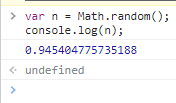 > var n = Math.random();
console.log(n);
0.945404775735188
< undefined
>